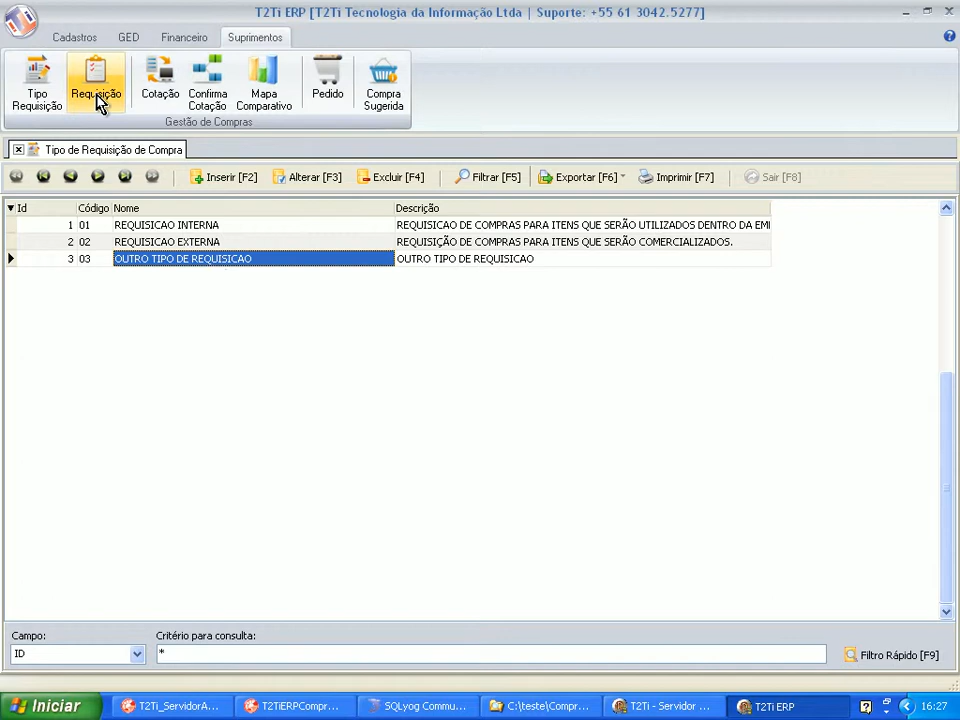 T2Ti ERP [T2Ti Tecnologia da Informação Ltda | Suporte: +55 61 3042.5277]
Cadastros GED Financeiro Suprimentos
Tipo Requisição Requisição Cotação Confirma Cotação Mapa Comparativo Pedido Compra Sugerida
Gestão de Compras
Tipo de Requisição de Compra
Inserir [F2] Alterar [F3] Excluir [F4] Filtrar [F5] Exportar [F6] Imprimir [F7] Sair [F8]
Id Código Nome Descrição
1 01 REQUISICAO INTERNA REQUISICAO DE COMPRAS PARA ITENS QUE SERÃO UTILIZADOS DENTRO DA EM
2 02 REQUISICAO EXTERNA REQUISIÇÃO DE COMPRAS PARA ITENS QUE SERÃO COMERCIALIZADOS.
3 03 OUTRO TIPO DE REQUISICAO OUTRO TIPO DE REQUISICAO
Campo: Critério para consulta:
ID * Filtro Rápido [F9]
Iniciar T2Ti_ServidorA... T2TiERPCompr... SQLyog Commu... C:\teste\Compr... T2Ti - Servidor ... T2Ti ERP 16:27